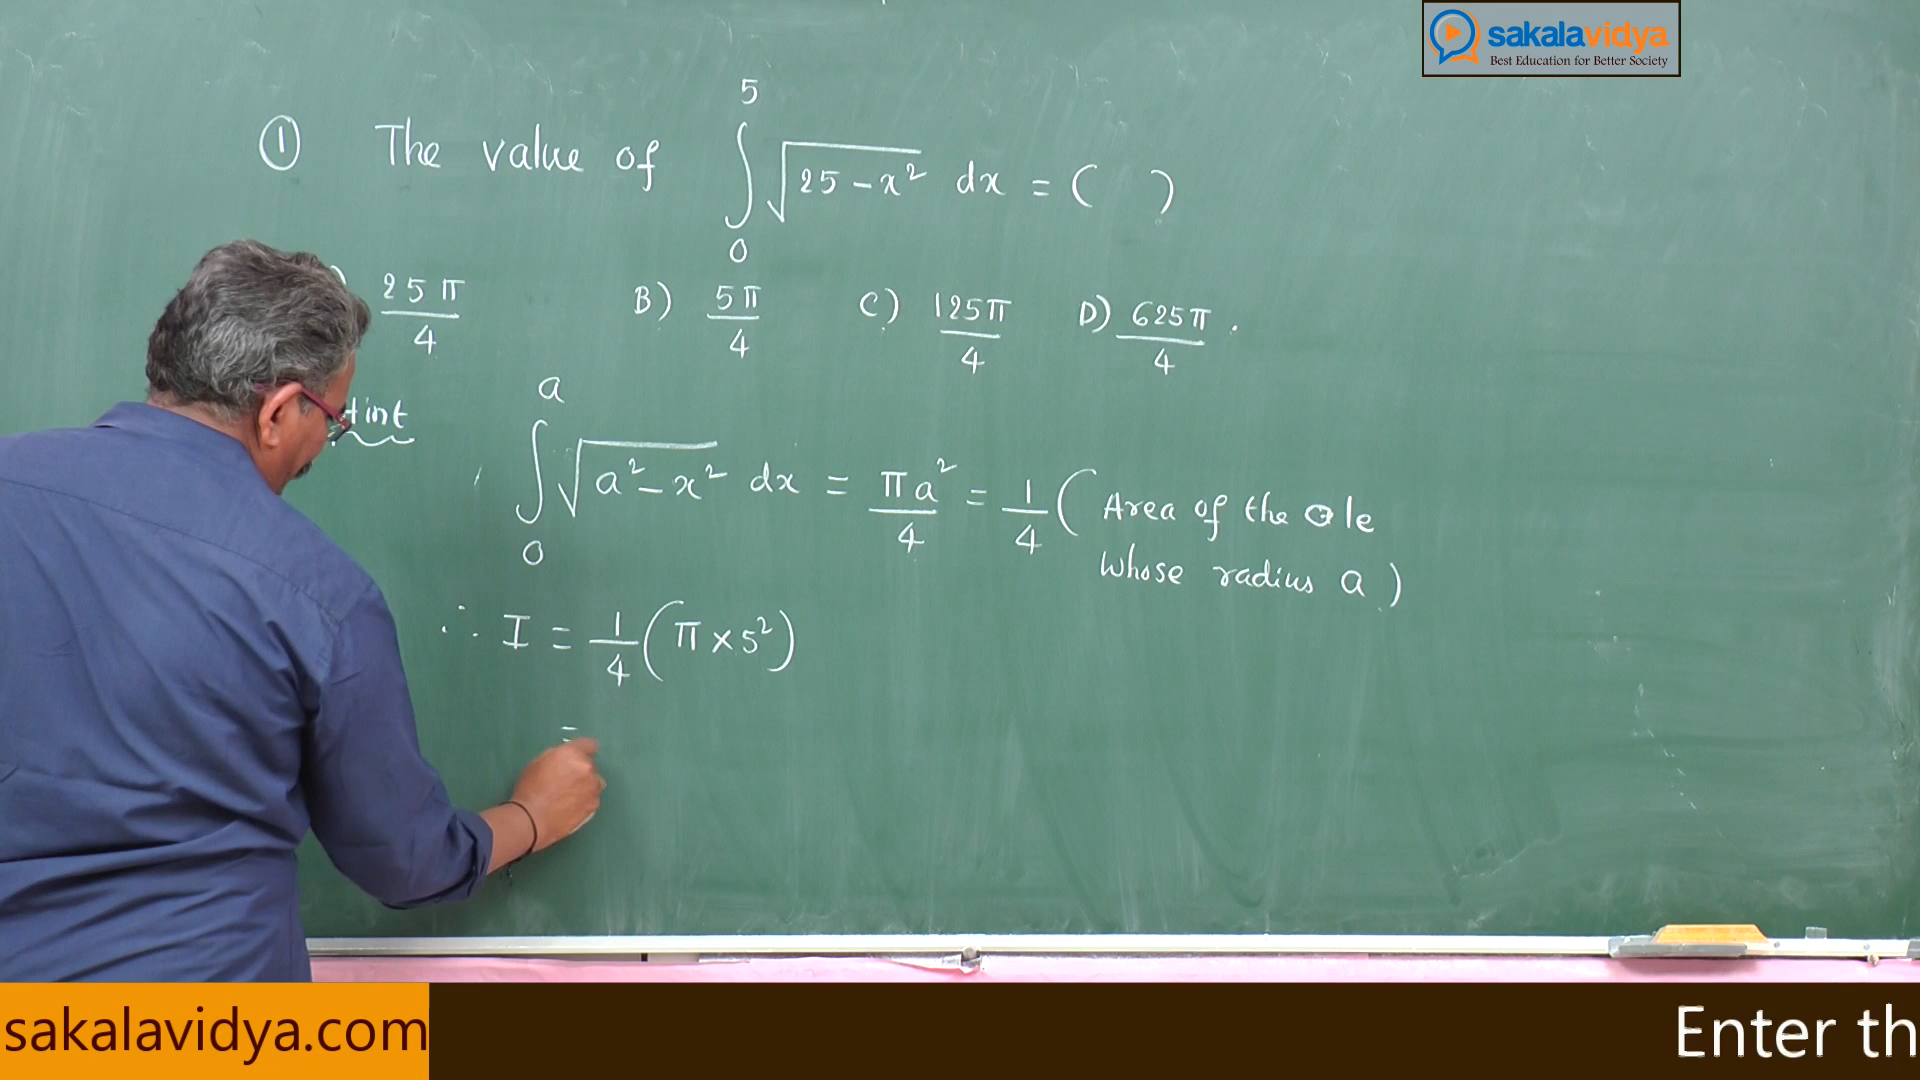 sakalavidya
Best Education for Better Society
① The value of ∫₀⁵ √(25 - x²) dx = ( )
) 25π/4 B) 5π/4 C) 125π/4 D) 625π/4 .
Hint
∫₀ᵃ √(a² - x²) dx = πa²/4 = 1/4 ( Area of the ⊙le
whose radius a )
∴ I = 1/4 (π × 5²)
=
sakalavidya.com
Enter th